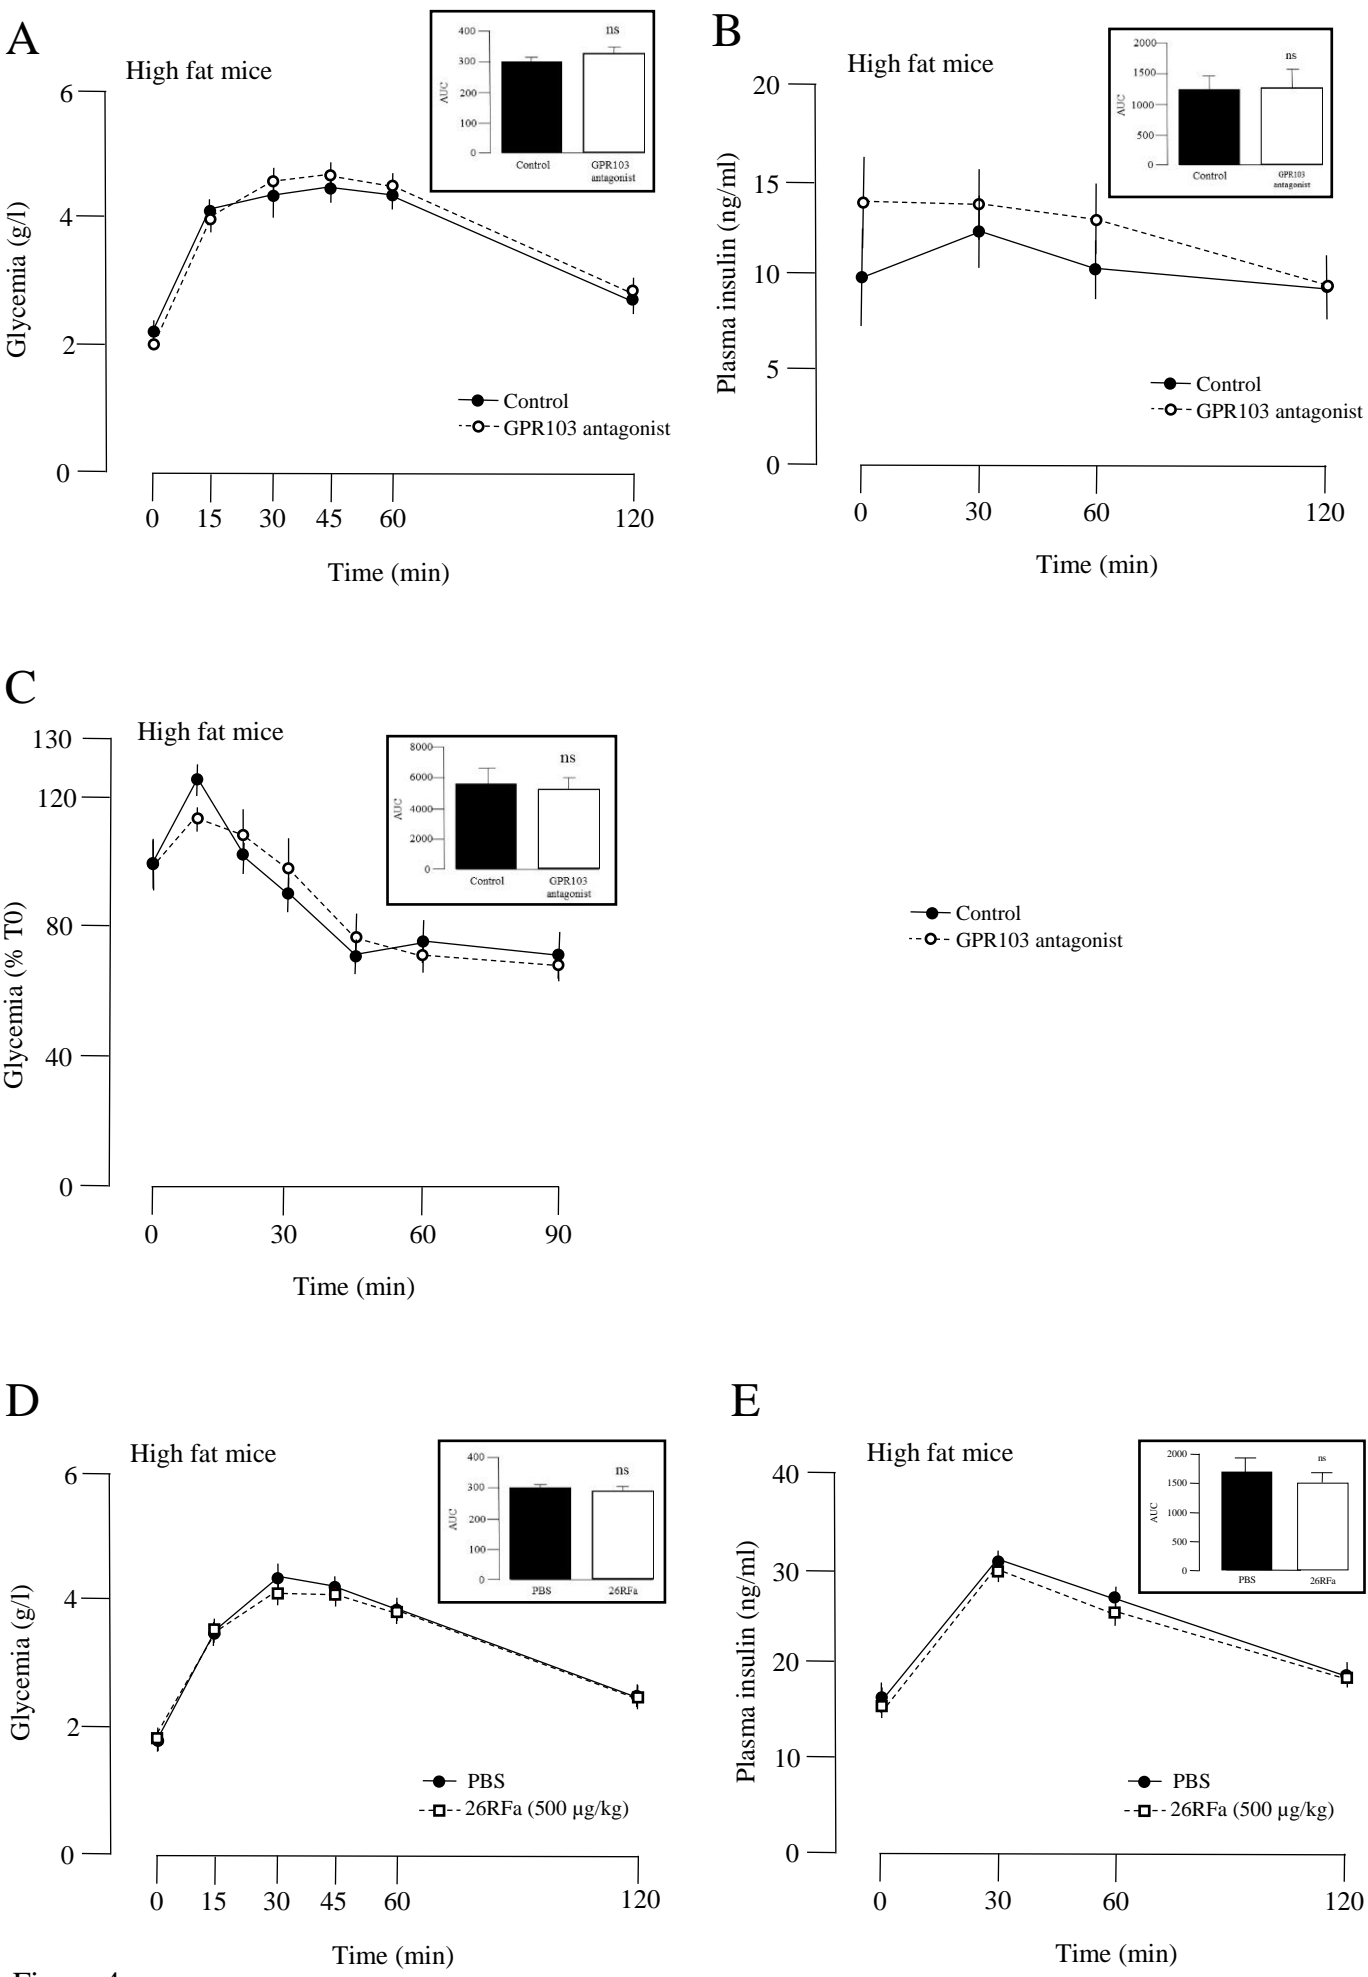 A
High fat mice
6
4
2
0
Glycemia (g/l)
400
300
200
100
0
AUC
ns
Control
GPR103
antagonist
Control
GPR103 antagonist
0 15 30 45 60 120
Time (min)
B
High fat mice
20
15
10
5
0
Plasma insulin (ng/ml)
2000
1500
1000
500
0
AUC
ns
Control
GPR103
antagonist
Control
GPR103 antagonist
0 30 60 120
Time (min)
C
High fat mice
130
120
80
40
0
Glycemia (% T0)
8000
6000
4000
2000
0
AUC
ns
Control
GPR103
antagonist
0 30 60 90
Time (min)
Control
GPR103 antagonist
D
High fat mice
6
4
2
0
Glycemia (g/l)
400
300
200
100
0
AUC
ns
PBS
26RFa
PBS
26RFa (500 µg/kg)
0 15 30 45 60 120
Time (min)
E
High fat mice
40
30
20
10
0
Plasma insulin (ng/ml)
2000
1500
1000
500
0
AUC
ns
PBS
26RFa
PBS
26RFa (500 µg/kg)
0 30 60 120
Time (min)